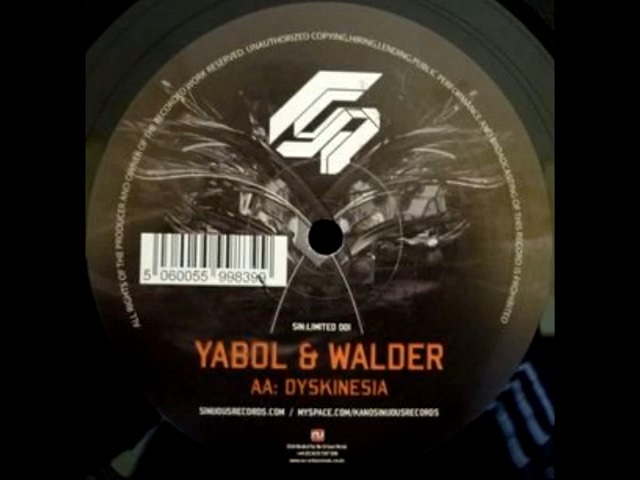 ALL RIGHTS OF THE PRODUCER AND OWNER OF THE RECORDED WORK RESERVED. UNAUTHORIZED COPYING, HIRING, LENDING, PUBLIC PERFORMANCE AND BROADCASTING OF THIS RECORD IS PROHIBITED
5 060055 998399
SIN:LIMITED 001
YABOL & WALDER
AA: DYSKINESIA
SINUOUSRECORDS.COM / MYSPACE.COM/KANOSINUOUSRECORDS